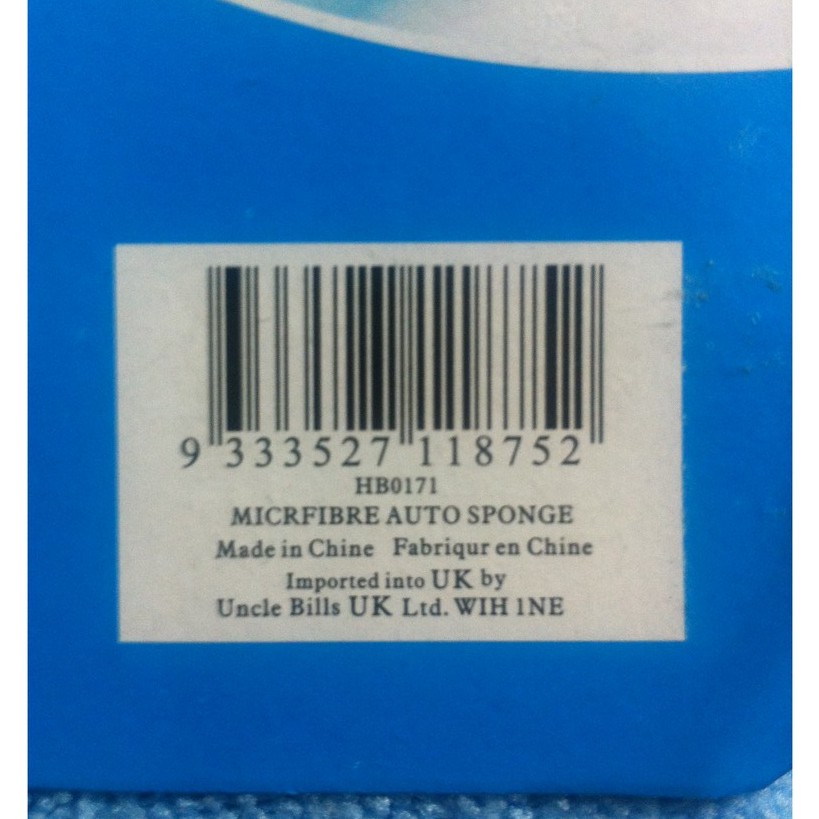 9 333527 118752
HB0171
MICRFIBRE AUTO SPONGE
Made in Chine Fabriqur en Chine
Imported into UK by
Uncle Bills UK Ltd. WIH 1NE